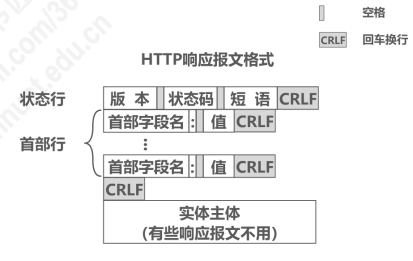 空格
CRLF 回车换行
HTTP响应报文格式
状态行 版 本 状态码 短 语 CRLF
首部字段名 : 值 CRLF
首部行 ⋮
首部字段名 : 值 CRLF
CRLF
实体主体
(有些响应报文不用)